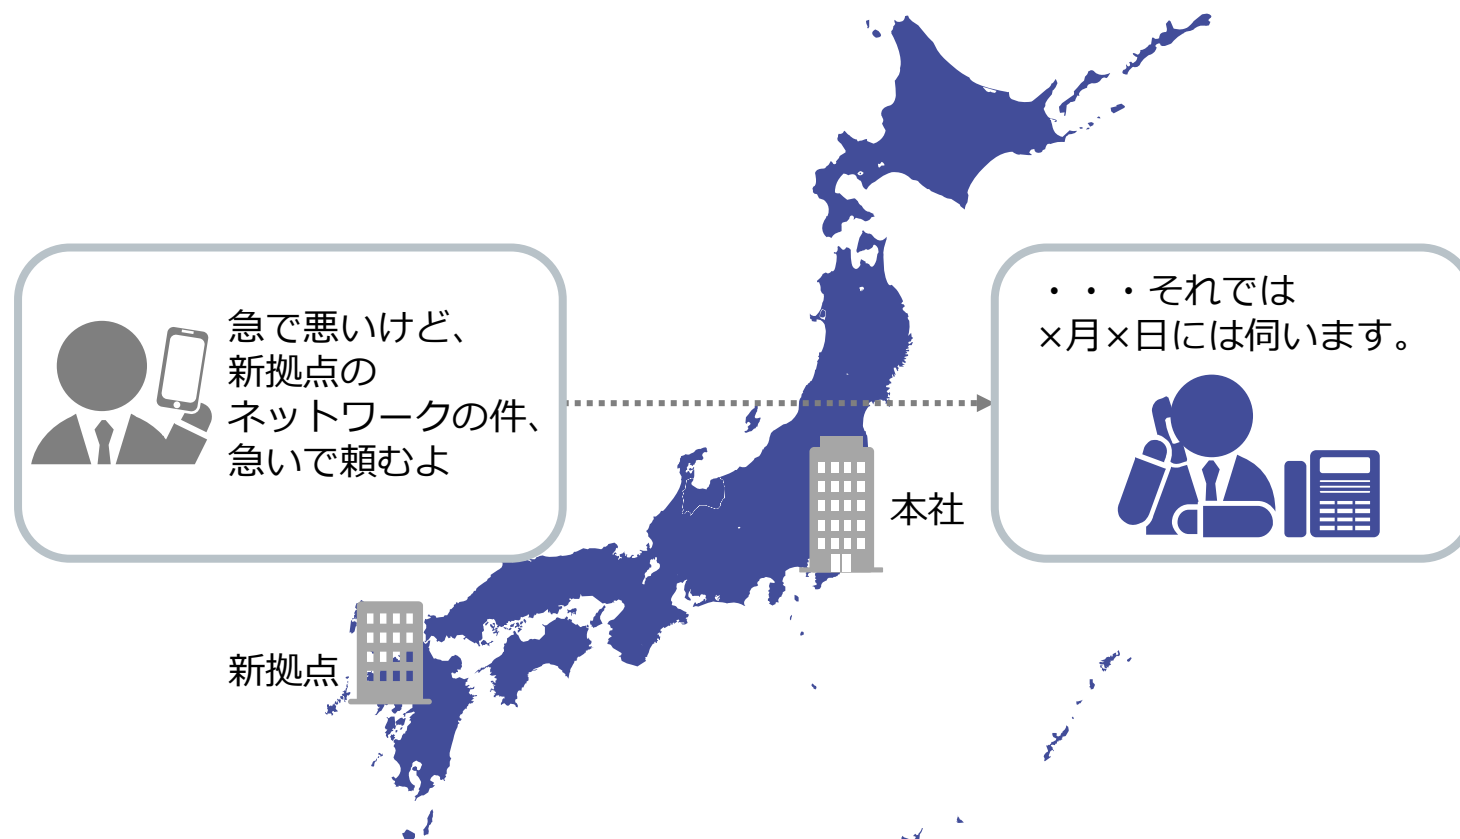 急で悪いけど、
新拠点の
ネットワークの件、
急いで頼むよ
・・・それでは
×月×日には伺います。
本社
新拠点